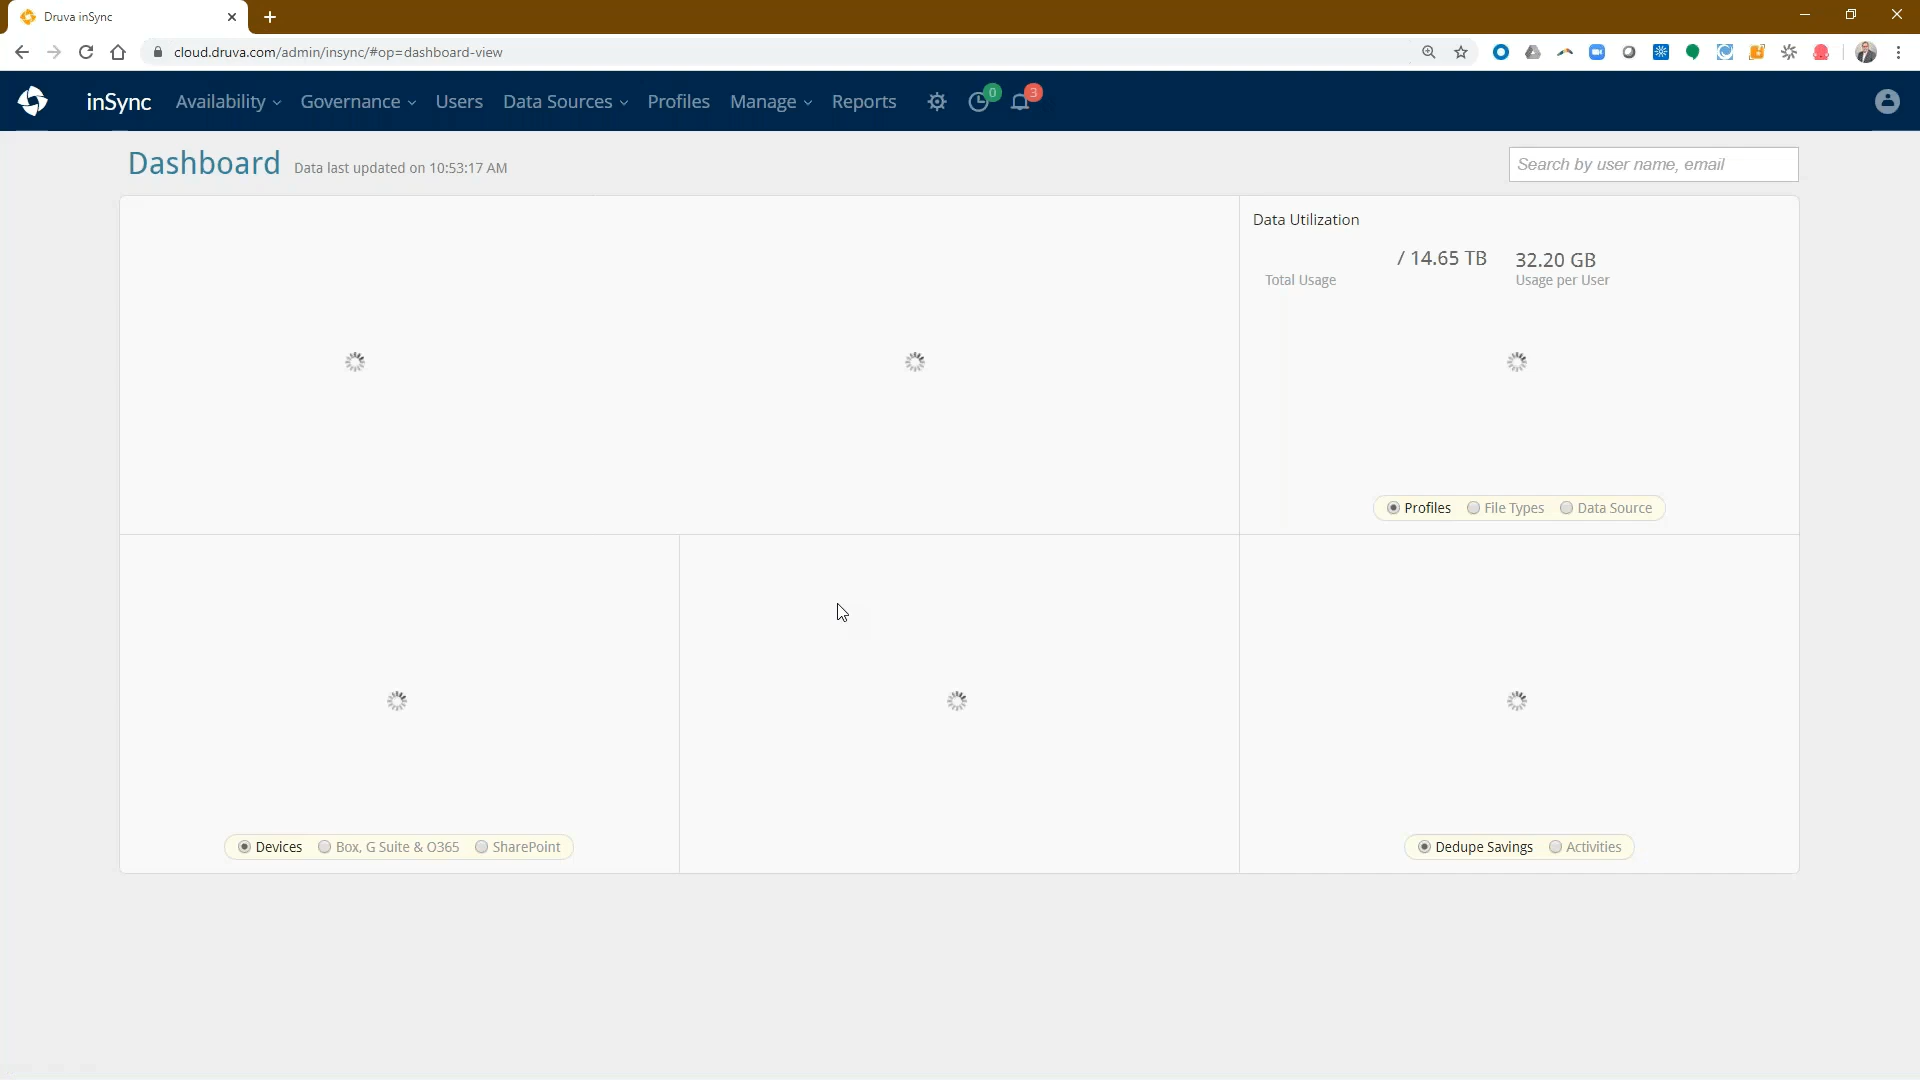 Druva inSync
cloud.druva.com/admin/insync/#op=dashboard-view
inSync Availability Governance Users Data Sources Profiles Manage Reports 0 3
Dashboard Data last updated on 10:53:17 AM
Search by user name, email
Data Utilization
/ 14.65 TB 32.20 GB
Total Usage Usage per User
Profiles File Types Data Source
Devices Box, G Suite & O365 SharePoint
Dedupe Savings Activities